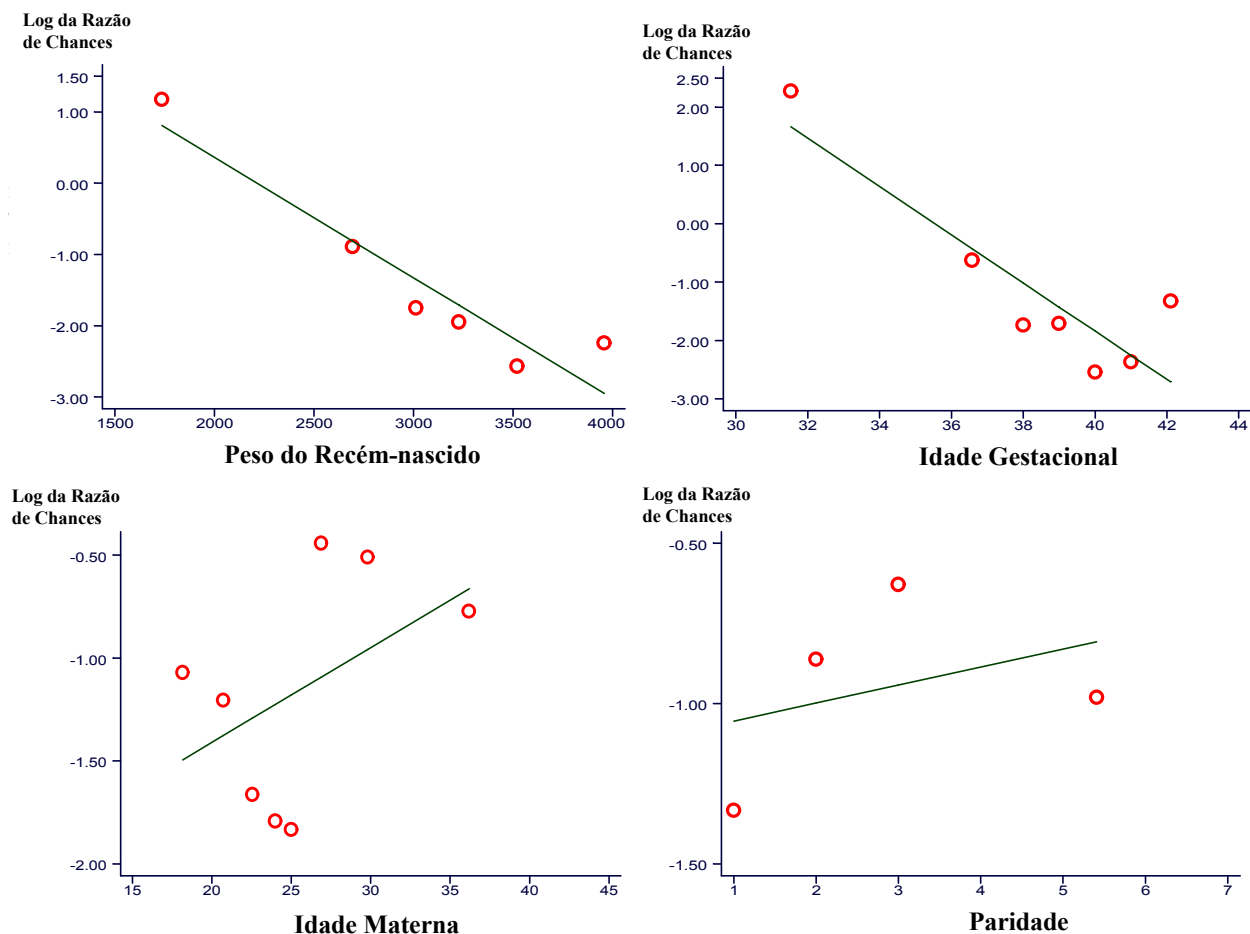 Log da Razão
de Chances
1.50
1.00
0.00
-1.00
-2.00
-3.00
1500 2000 2500 3000 3500 4000
Peso do Recém-nascido
Log da Razão
de Chances
2.50
2.00
1.00
0.00
-1.00
-2.00
-3.00
30 32 34 36 38 40 42 44
Idade Gestacional
Log da Razão
de Chances
-0.50
-1.00
-1.50
-2.00
15 20 25 30 35 40 45
Idade Materna
Log da Razão
de Chances
-0.50
-1.00
-1.50
1 2 3 4 5 6 7
Paridade